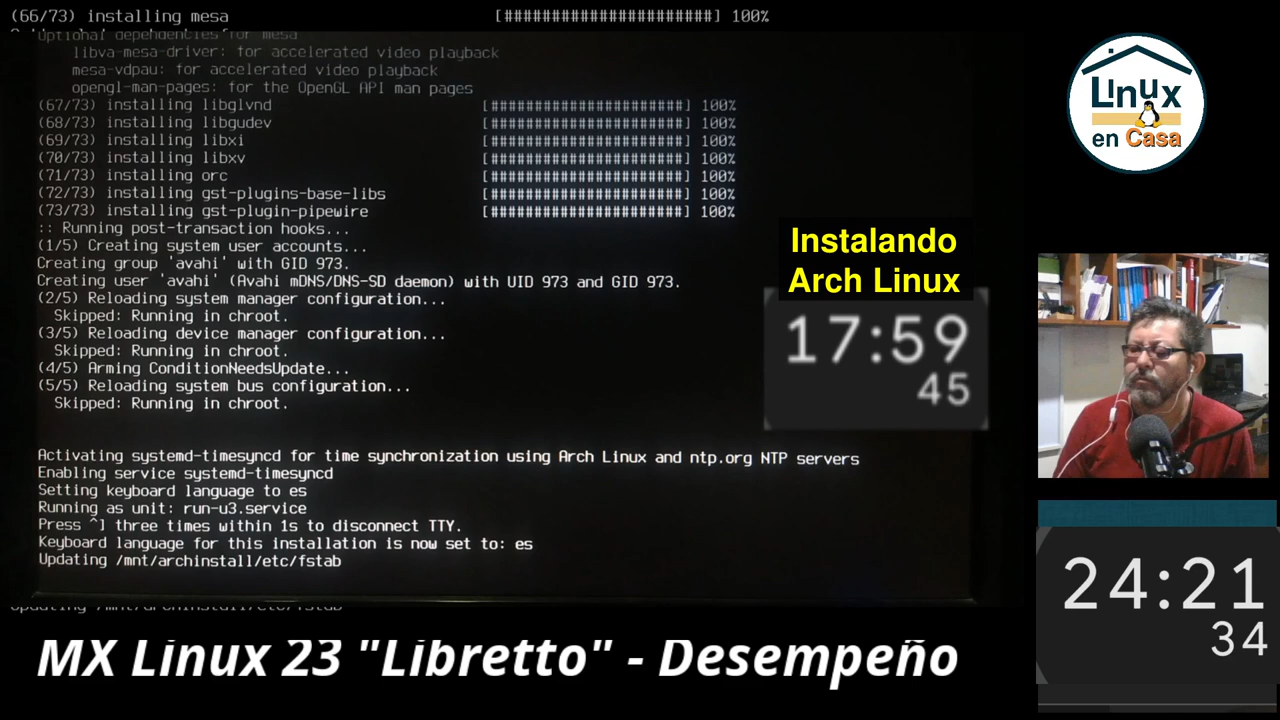 (66/73) installing mesa [######################] 100%
Optional dependencies for mesa
libva-mesa-driver: for accelerated video playback
mesa-vdpau: for accelerated video playback
opengl-man-pages: for the OpenGL API man pages
(67/73) installing libglvnd [######################] 100%
(68/73) installing libgudev [######################] 100%
(69/73) installing libxi [######################] 100%
(70/73) installing libxv [######################] 100%
(71/73) installing orc [######################] 100%
(72/73) installing gst-plugins-base-libs [######################] 100%
(73/73) installing gst-plugin-pipewire [######################] 100%
:: Running post-transaction hooks...
(1/5) Creating system user accounts...
Creating group 'avahi' with GID 973.
Creating user 'avahi' (Avahi mDNS/DNS-SD daemon) with UID 973 and GID 973.
(2/5) Reloading system manager configuration...
Skipped: Running in chroot.
(3/5) Reloading device manager configuration...
Skipped: Running in chroot.
(4/5) Arming ConditionNeedsUpdate...
(5/5) Reloading system bus configuration...
Skipped: Running in chroot.
Activating systemd-timesyncd for time synchronization using Arch Linux and ntp.org NTP servers
Enabling service systemd-timesyncd
Setting keyboard language to es
Running as unit: run-u3.service
Press ^] three times within 1s to disconnect TTY.
Keyboard language for this installation is now set to: es
Updating /mnt/archinstall/etc/fstab
Updating /mnt/archinstall/etc/fstab
Instalando
Arch Linux
17:59
45
Linux
en Casa
24:21
34
MX Linux 23 "Libretto" - Desempeño